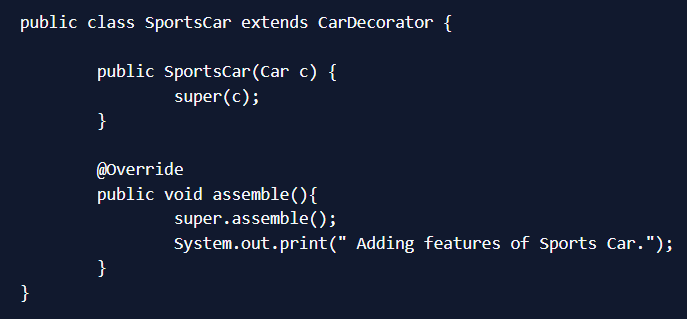 public class SportsCar extends CarDecorator {
public SportsCar(Car c) {
super(c);
}
@Override
public void assemble(){
super.assemble();
System.out.print(" Adding features of Sports Car.");
}
}